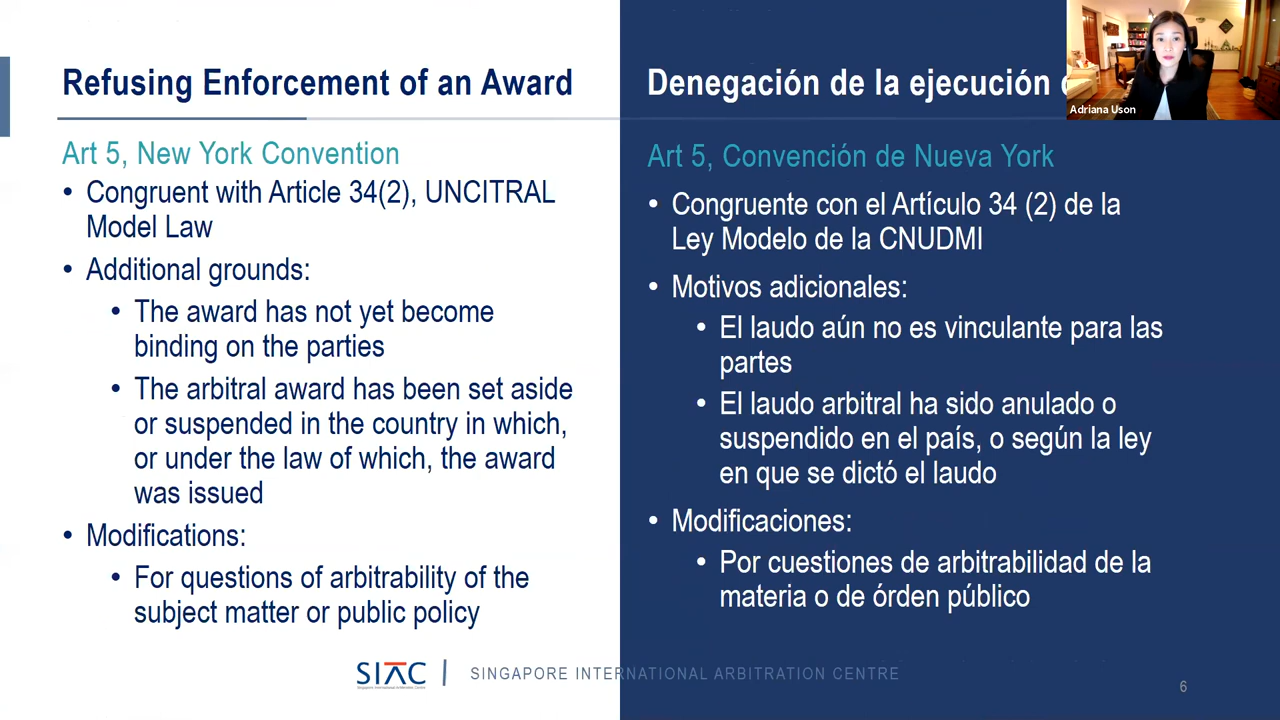 Refusing Enforcement of an Award
Art 5, New York Convention
• Congruent with Article 34(2), UNCITRAL
Model Law
• Additional grounds:
• The award has not yet become
binding on the parties
• The arbitral award has been set aside
or suspended in the country in which,
or under the law of which, the award
was issued
• Modifications:
• For questions of arbitrability of the
subject matter or public policy
Denegación de la ejecución
Adriana Uson
Art 5, Convención de Nueva York
• Congruente con el Artículo 34 (2) de la
Ley Modelo de la CNUDMI
• Motivos adicionales:
• El laudo aún no es vinculante para las
partes
• El laudo arbitral ha sido anulado o
suspendido en el país, o según la ley
en que se dictó el laudo
• Modificaciones:
• Por cuestiones de arbitrabilidad de la
materia o de órden público
SIAC
Singapore International Arbitration Centre
SINGAPORE INTERNATIONAL ARBITRATION CENTRE
6